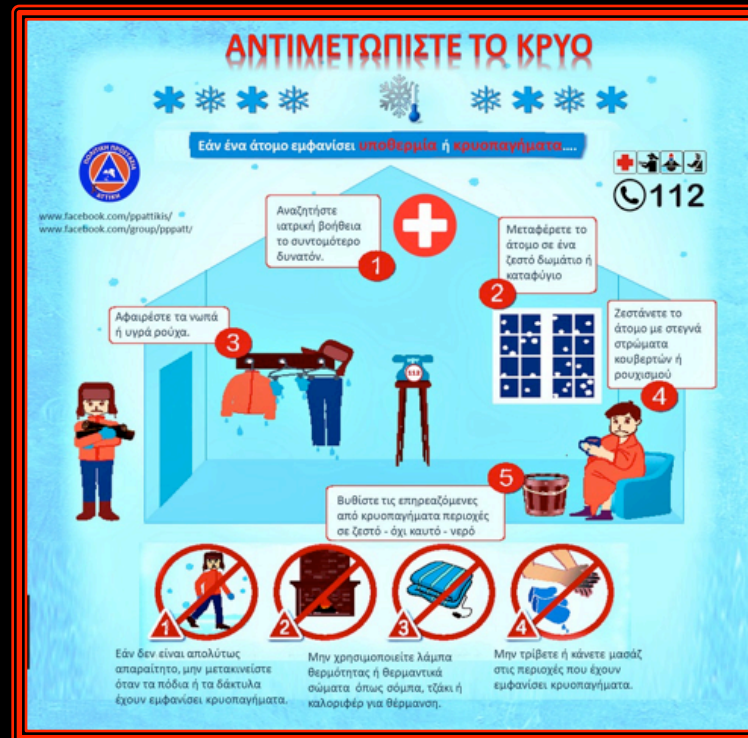 ΑΝΤΙΜΕΤΩΠΙΣΤΕ ΤΟ ΚΡΥΟ
Εάν ένα άτομο εμφανίσει υποθερμία ή κρυοπαγήματα....
ΠΟΛΙΤΙΚΗ ΠΡΟΣΤΑΣΙΑ
ΑΤΤΙΚΗ
www.facebook.com/ppattikis/
www.facebook.com/group/pppatt/
112
Αναζητήστε
ιατρική βοήθεια
το συντομότερο
δυνατόν.
1
Μεταφέρετε το
άτομο σε ένα
ζεστό δωμάτιο ή
καταφύγιο
2
Αφαιρέστε τα νωπά
ή υγρά ρούχα.
3
Ζεστάνετε το
άτομο με στεγνά
στρώματα
κουβερτών ή
ρουχισμού
4
112
5
Βυθίστε τις επηρεαζόμενες
από κρυοπαγήματα περιοχές
σε ζεστό - όχι καυτό - νερό
1
Εάν δεν είναι απολύτως
απαραίτητο, μην μετακινείστε
όταν τα πόδια ή τα δάκτυλα
έχουν εμφανίσει κρυοπαγήματα.
2
Μην χρησιμοποιείτε λάμπα
θερμότητας ή θερμαντικά
σώματα όπως σόμπα, τζάκι ή
καλοριφέρ για θέρμανση.
3
4
Μην τρίβετε ή κάνετε μασάζ
στις περιοχές που έχουν
εμφανίσει κρυοπαγήματα.